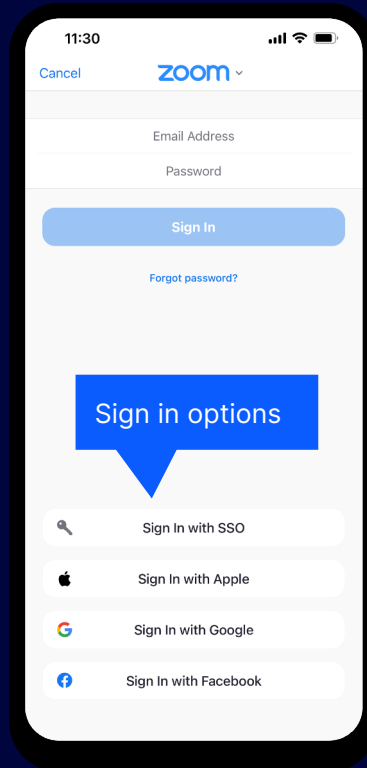 11:30
Cancel
zoom
Email Address
Password
Sign In
Forgot password?
Sign in options
Sign In with SSO
Sign In with Apple
Sign In with Google
Sign In with Facebook